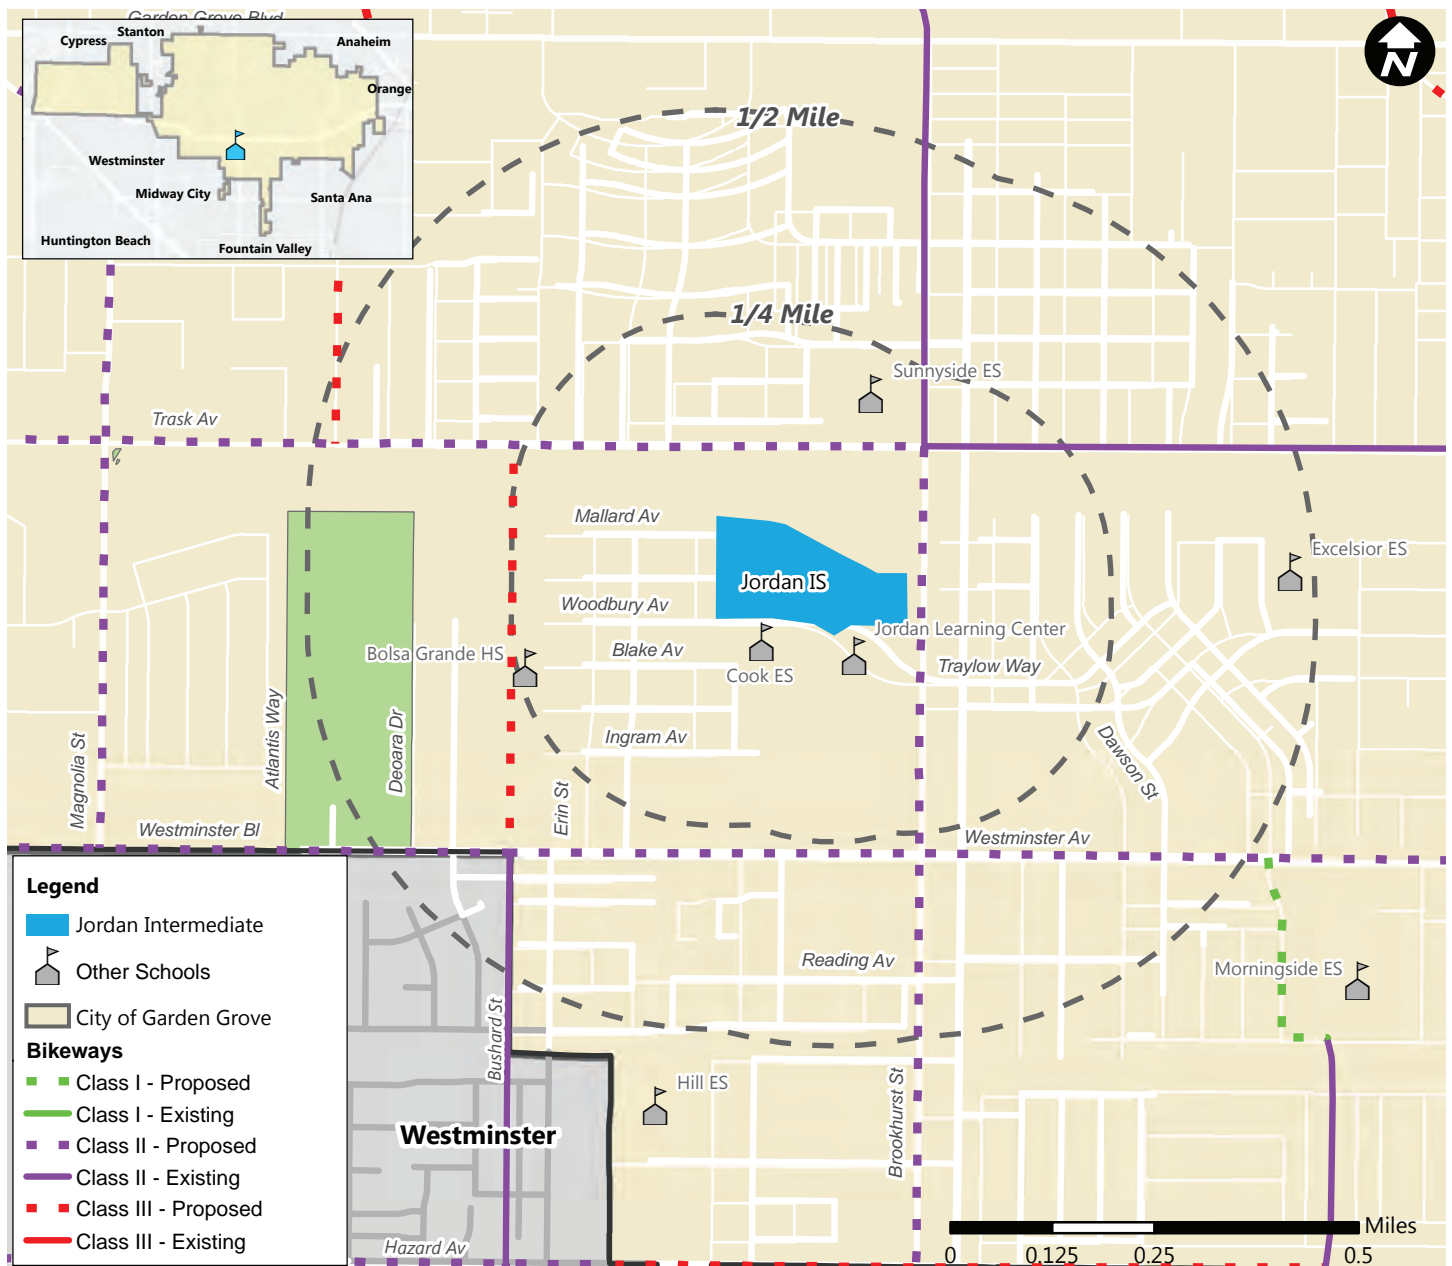 Garden Grove Blvd
Stanton
Cypress
Anaheim
Orange
Westminster
Midway City
Santa Ana
Huntington Beach
Fountain Valley
N
1/2 Mile
1/4 Mile
Sunnyside ES
Trask Av
Mallard Av
Excelsior ES
Jordan IS
Woodbury Av
Jordan Learning Center
Bolsa Grande HS
Blake Av
Cook ES
Traylow Way
Atlantis Way
Deoara Dr
Magnolia St
Ingram Av
Dawson St
Erin St
Westminster Bl
Westminster Av
Legend
Jordan Intermediate
Other Schools
City of Garden Grove
Bikeways
Class I - Proposed
Class I - Existing
Class II - Proposed
Class II - Existing
Class III - Proposed
Class III - Existing
Reading Av
Morningside ES
Bushard St
Hill ES
Brookhurst St
Westminster
Hazard Av
Miles
0 0.125 0.25 0.5